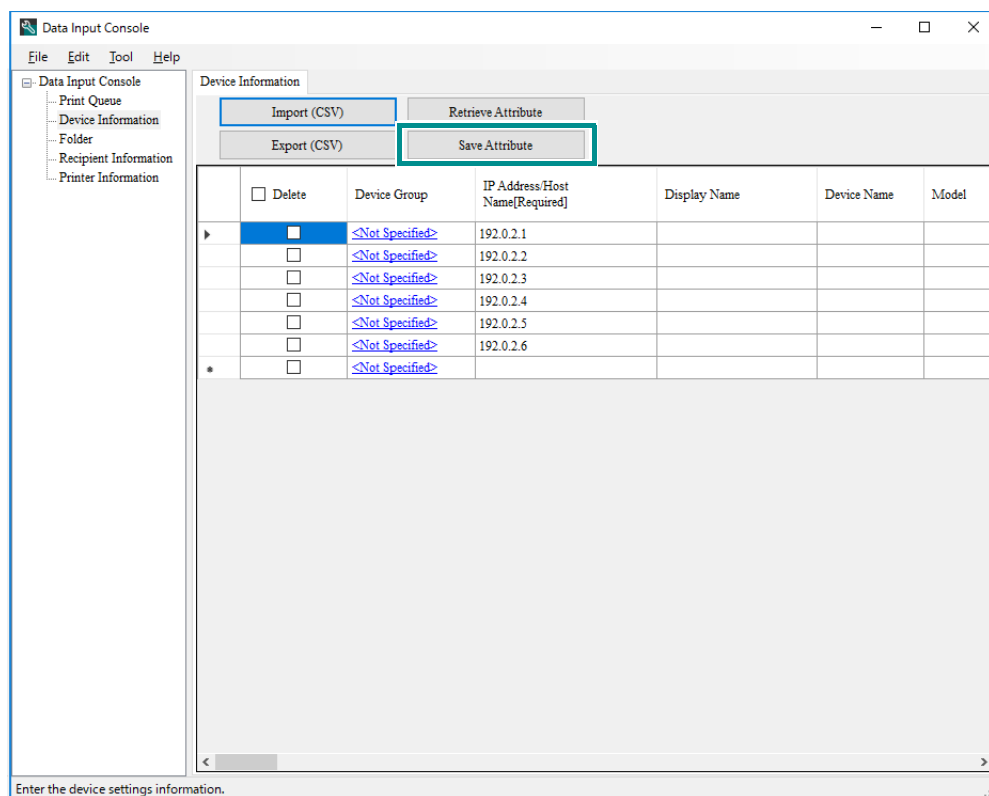 Data Input Console
File Edit Tool Help
Data Input Console
Print Queue
Device Information
Folder
Recipient Information
Printer Information
Device Information
Import (CSV) Retrieve Attribute
Export (CSV) Save Attribute
Delete Device Group IP Address/Host Name[Required] Display Name Device Name Model
<Not Specified> 192.0.2.1
<Not Specified> 192.0.2.2
<Not Specified> 192.0.2.3
<Not Specified> 192.0.2.4
<Not Specified> 192.0.2.5
<Not Specified> 192.0.2.6
<Not Specified>
Enter the device settings information.